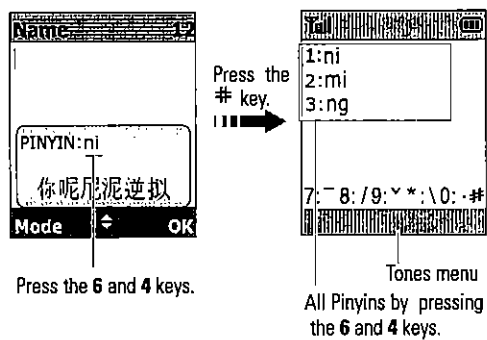 Name 12
PINYIN:ni
你呢尼泥逆拟
Mode OK
Press the 6 and 4 keys.
Press the
# key.
1:ni
2:mi
3:ng
7:ˉ 8:/ 9:ˇ *:\ 0:·#
Tones menu
All Pinyins by pressing
the 6 and 4 keys.